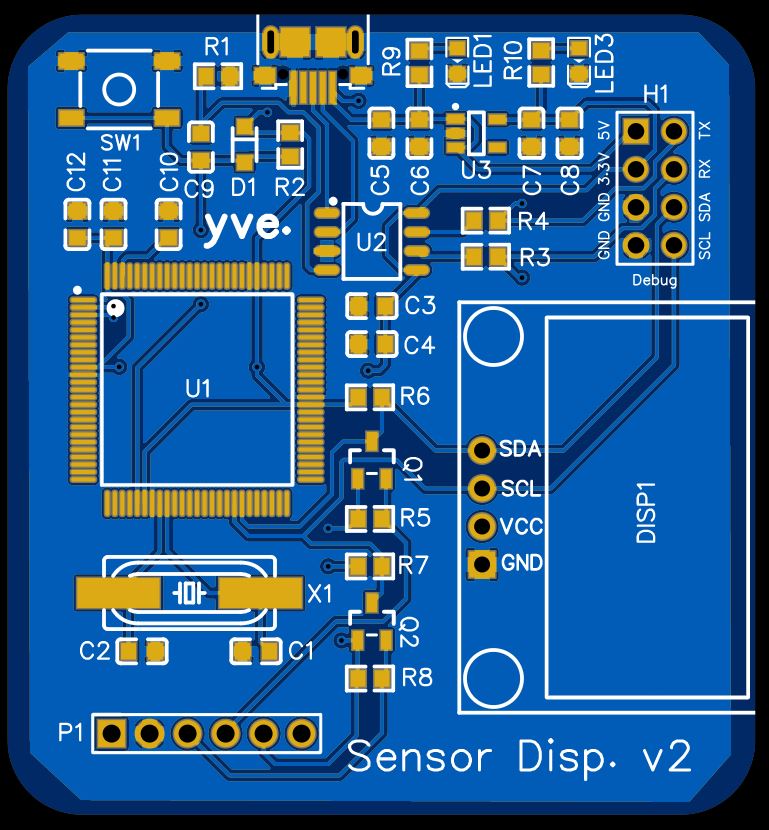 R1
R9
LED1
R10
LED3
SW1
H1
5V
TX
3.3V
RX
GND
SDA
GND
SCL
Debug
C12
C11
C10
C9
D1
R2
C5
C6
U3
C7
C8
yve.
U2
R4
R3
C3
C4
U1
R6
Q1
SDA
SCL
VCC
GND
DISP1
R5
R7
X1
Q2
C2
C1
R8
P1
Sensor Disp. v2